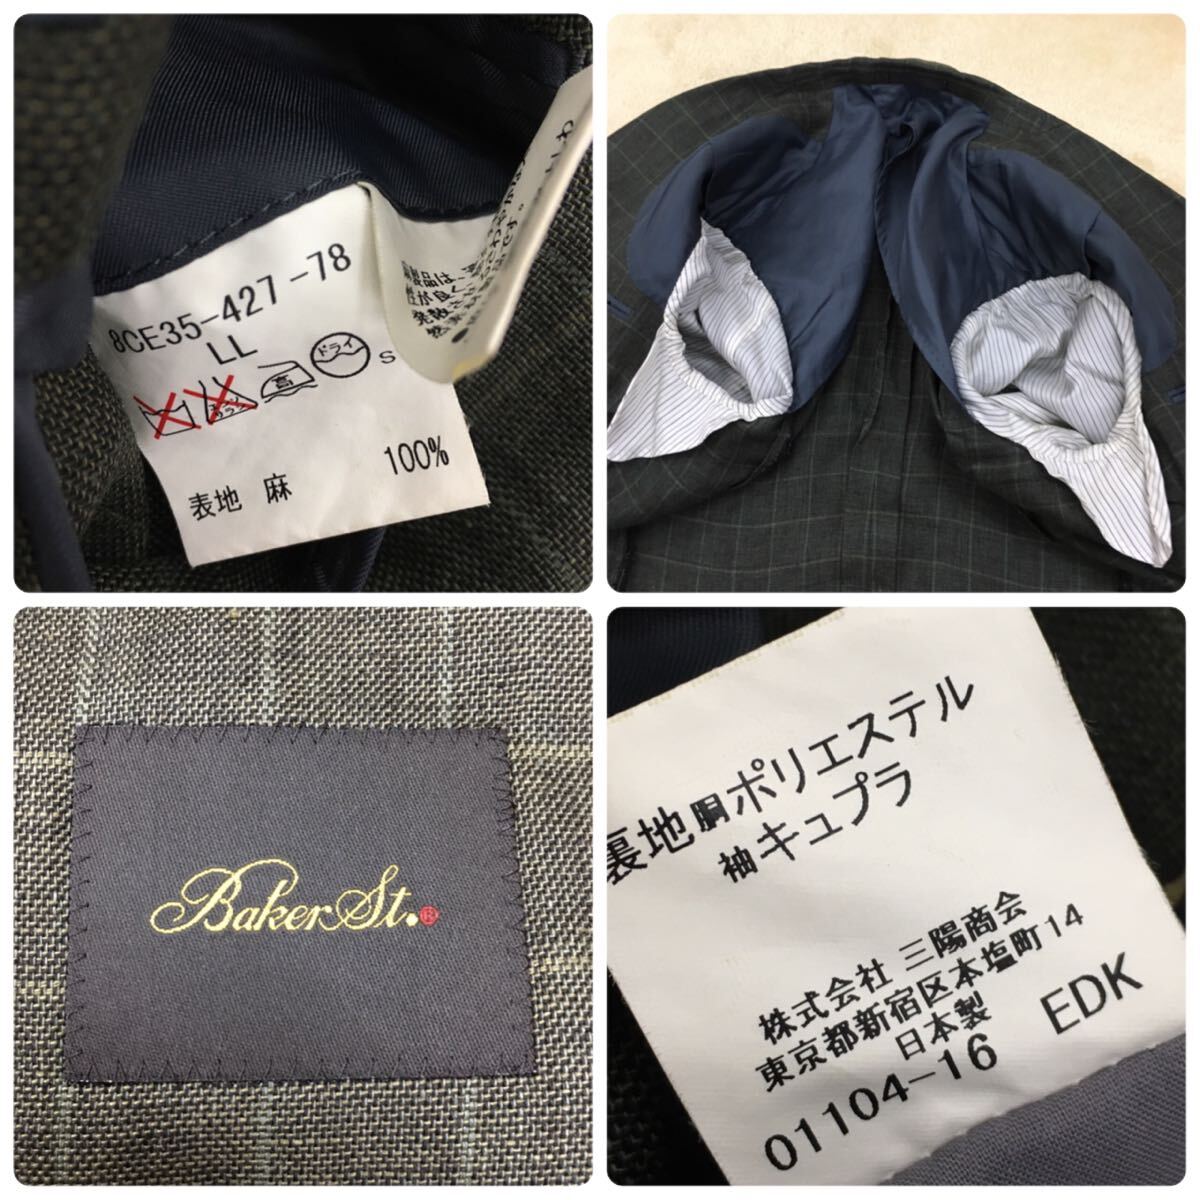 8CE35-427-78
LL
ドライ
高
S
表地 麻 100%
Baker St.®
裏地 胴 ポリエステル
袖 キュプラ
株式会社 三陽商会
東京都新宿区本塩町14
日本製
EDK
01104-16